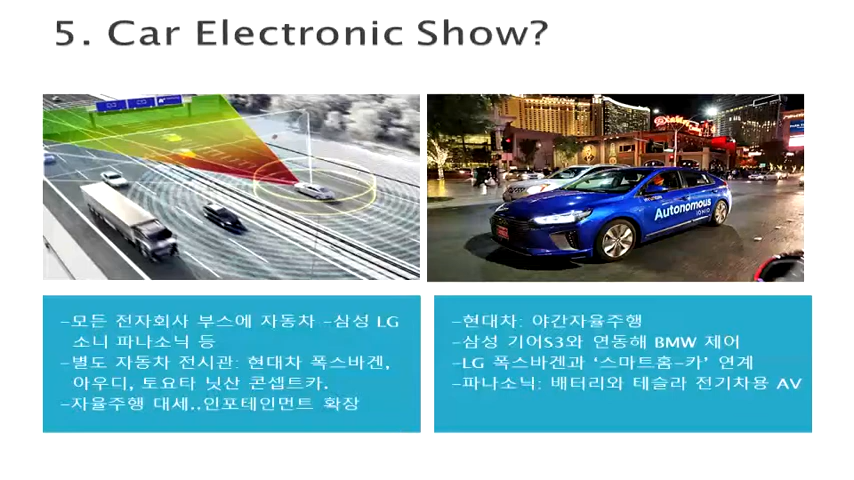 5. Car Electronic Show?
Autonomous
IONIQ
-모든 전자회사 부스에 자동차 -삼성 LG
소니 파나소닉 등
-별도 자동차 전시관: 현대차 폭스바겐,
아우디, 토요타 닛산 콘셉트카.
-자율주행 대세..인포테인먼트 확장
-현대차: 야간자율주행
-삼성 기어S3와 연동해 BMW 제어
-LG 폭스바겐과 ‘스마트홈-카’ 연계
-파나소닉: 배터리와 테슬라 전기차용 AV